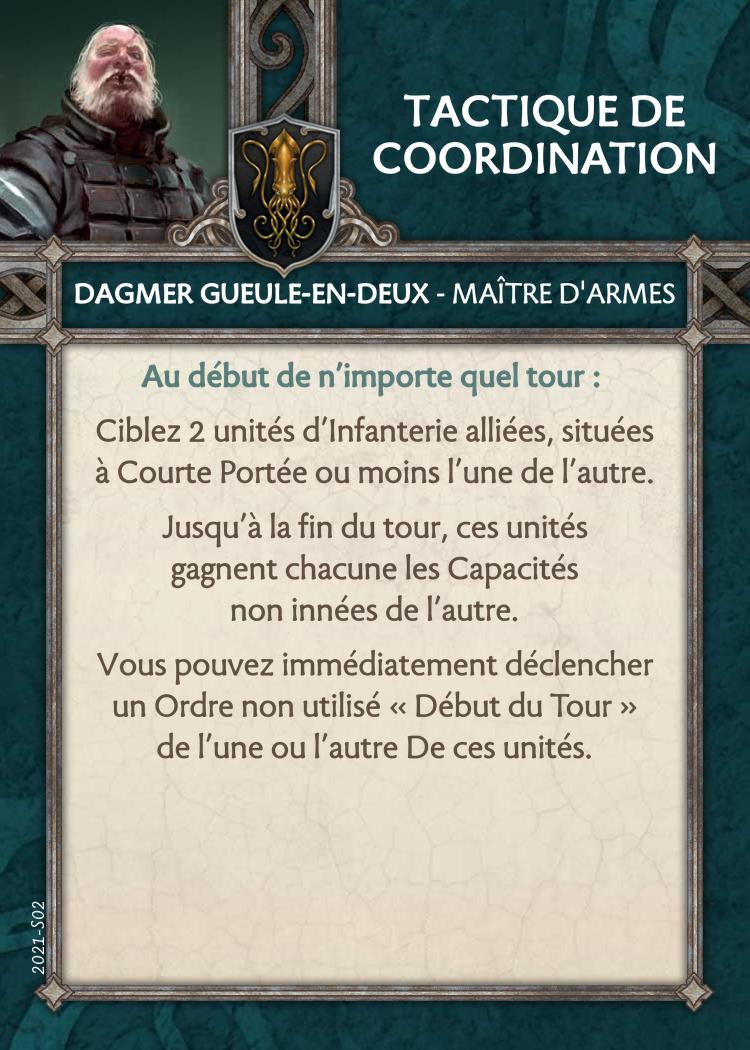 TACTIQUE DE
COORDINATION
DAGMER GUEULE-EN-DEUX - MAÎTRE D'ARMES
Au début de n’importe quel tour :
Ciblez 2 unités d’Infanterie alliées, situées
à Courte Portée ou moins l’une de l’autre.
Jusqu’à la fin du tour, ces unités
gagnent chacune les Capacités
non innées de l’autre.
Vous pouvez immédiatement déclencher
un Ordre non utilisé « Début du Tour »
de l’une ou l’autre De ces unités.
2021-S02